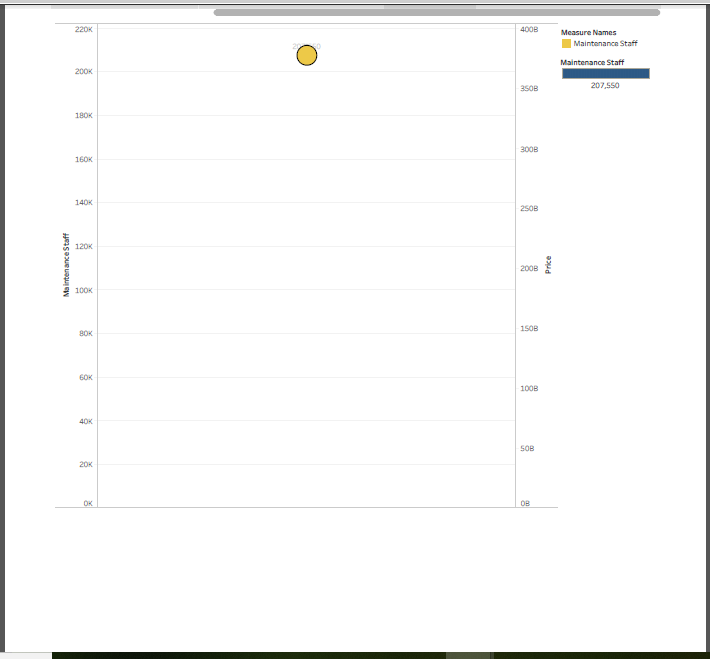 220K
200K
180K
160K
140K
120K
100K
80K
60K
40K
20K
0K
Maintenance Staff
400B
350B
300B
250B
200B
150B
100B
50B
0B
Price
Measure Names
Maintenance Staff
Maintenance Staff
207,550